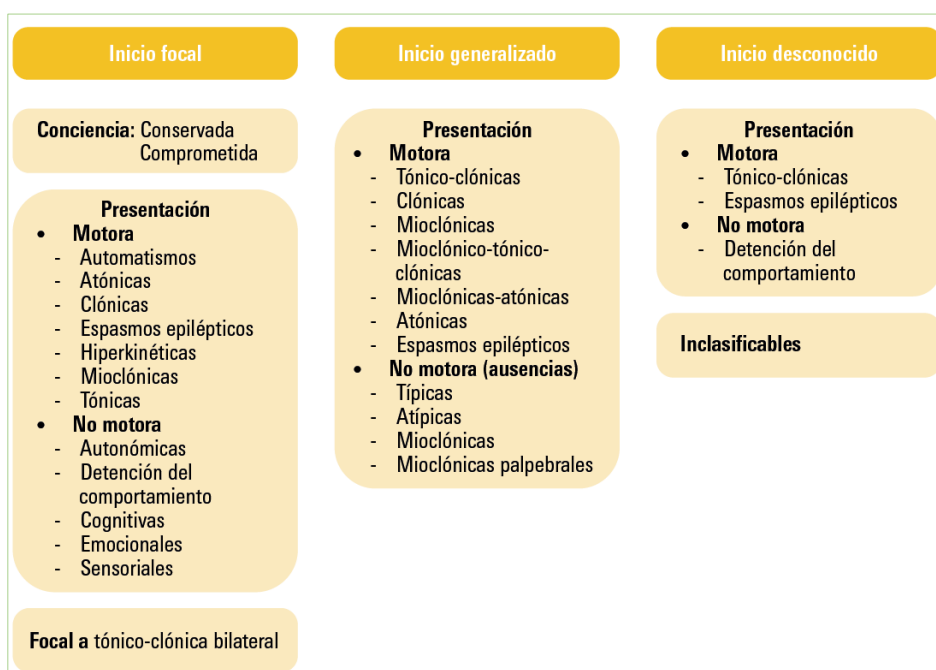 Inicio focal
Conciencia: Conservada
Comprometida
Presentación
• Motora
- Automatismos
- Atónicas
- Clónicas
- Espasmos epilépticos
- Hiperkinéticas
- Mioclónicas
- Tónicas
• No motora
- Autonómicas
- Detención del
comportamiento
- Cognitivas
- Emocionales
- Sensoriales
Focal a tónico-clónica bilateral
Inicio generalizado
Presentación
• Motora
- Tónico-clónicas
- Clónicas
- Mioclónicas
- Mioclónico-tónico-
clónicas
- Mioclónicas-atónicas
- Atónicas
- Espasmos epilépticos
• No motora (ausencias)
- Típicas
- Atípicas
- Mioclónicas
- Mioclónicas palpebrales
Inicio desconocido
Presentación
• Motora
- Tónico-clónicas
- Espasmos epilépticos
• No motora
- Detención del
comportamiento
Inclasificables